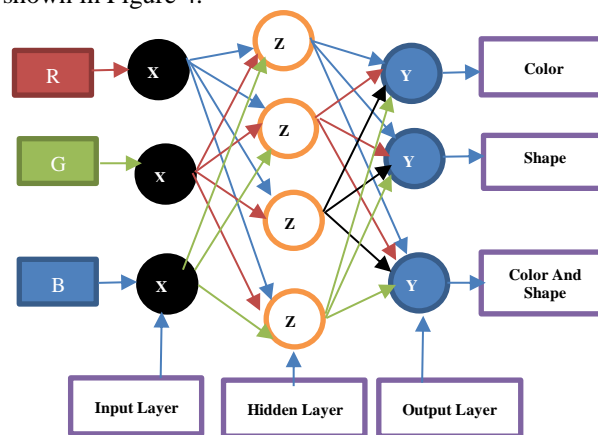 shown in Figure 4.
Z
R
X
Y
Color
Z
G
X
Y
Shape
Z
B
X
Y
Color And
Shape
Z
Input Layer
Hidden Layer
Output Layer